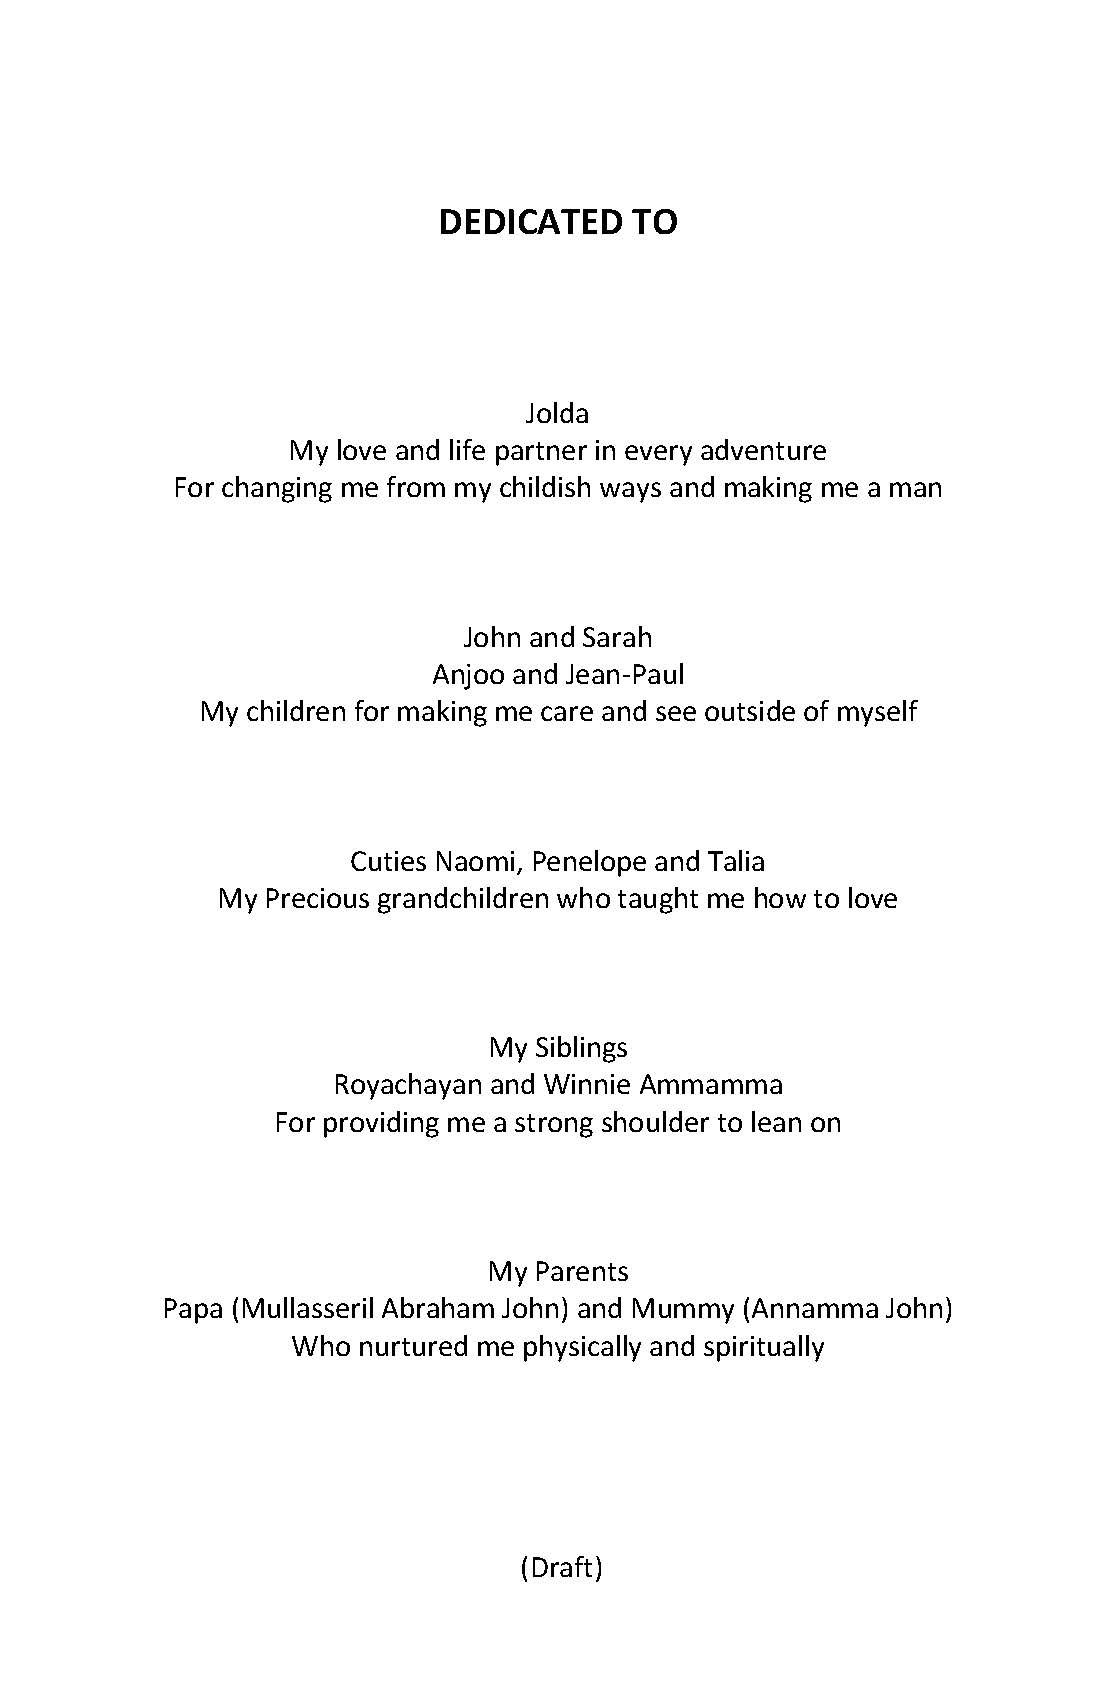 DEDICATED TO
Jolda
My love and life partner in every adventure
For changing me from my childish ways and making me a man
John and Sarah
Anjoo and Jean-Paul
My children for making me care and see outside of myself
Cuties Naomi, Penelope and Talia
My Precious grandchildren who taught me how to love
My Siblings
Royachayan and Winnie Ammamma
For providing me a strong shoulder to lean on
My Parents
Papa (Mullasseril Abraham John) and Mummy (Annamma John)
Who nurtured me physically and spiritually
(Draft)